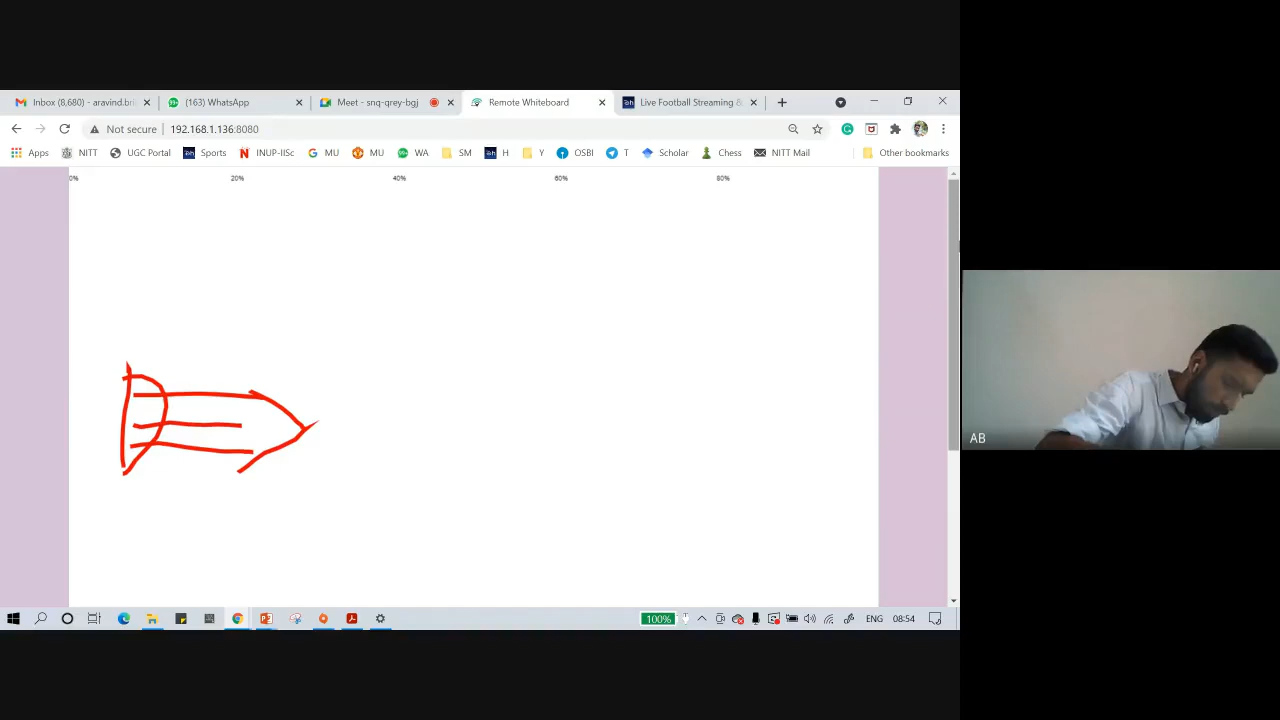 Inbox (8,680) - aravind.bri
(163) WhatsApp
Meet - snq-qrey-bgj
Remote Whiteboard
Live Football Streaming &
Not secure
192.168.1.136:8080
Apps
NITT
UGC Portal
Sports
INUP-IISc
MU
MU
WA
SM
H
Y
OSBI
T
Scholar
Chess
NITT Mail
Other bookmarks
0%
20%
40%
60%
80%
AB
100%
ENG
08:54